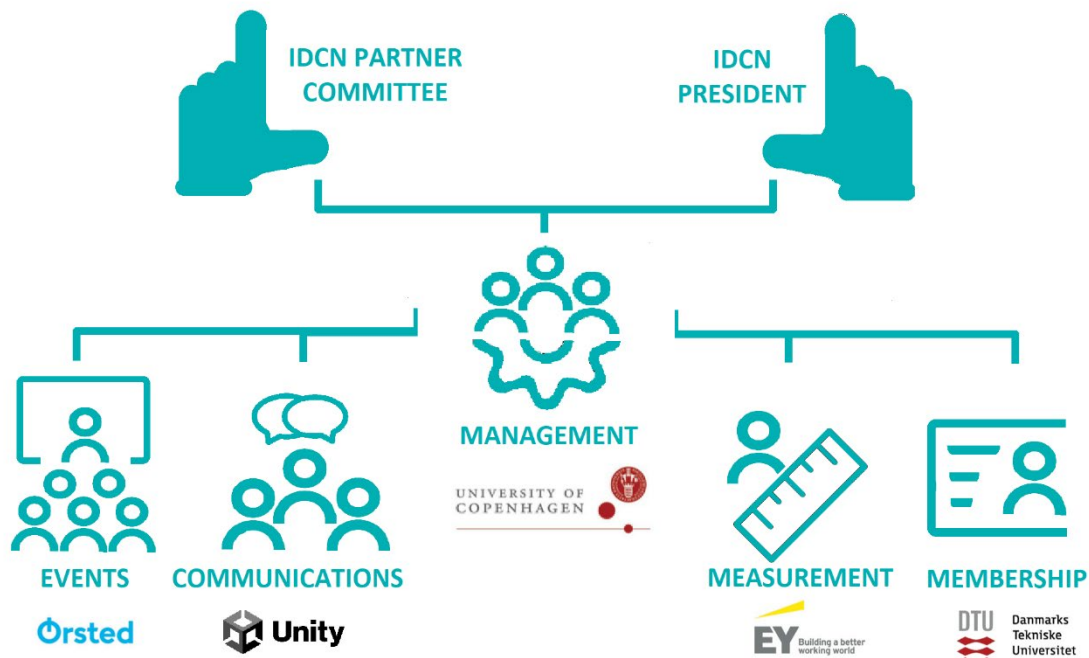 IDCN PARTNER
COMMITTEE
IDCN
PRESIDENT
MANAGEMENT
UNIVERSITY OF
COPENHAGEN
EVENTS
COMMUNICATIONS
MEASUREMENT
MEMBERSHIP
Ørsted
Unity
EY
Building a better
working world
DTU
Danmarks
Tekniske
Universitet